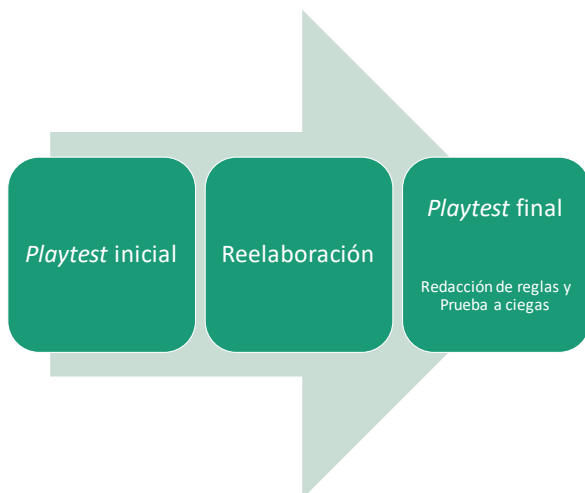 Playtest inicial
Reelaboración
Playtest final
Redacción de reglas y
Prueba a ciegas